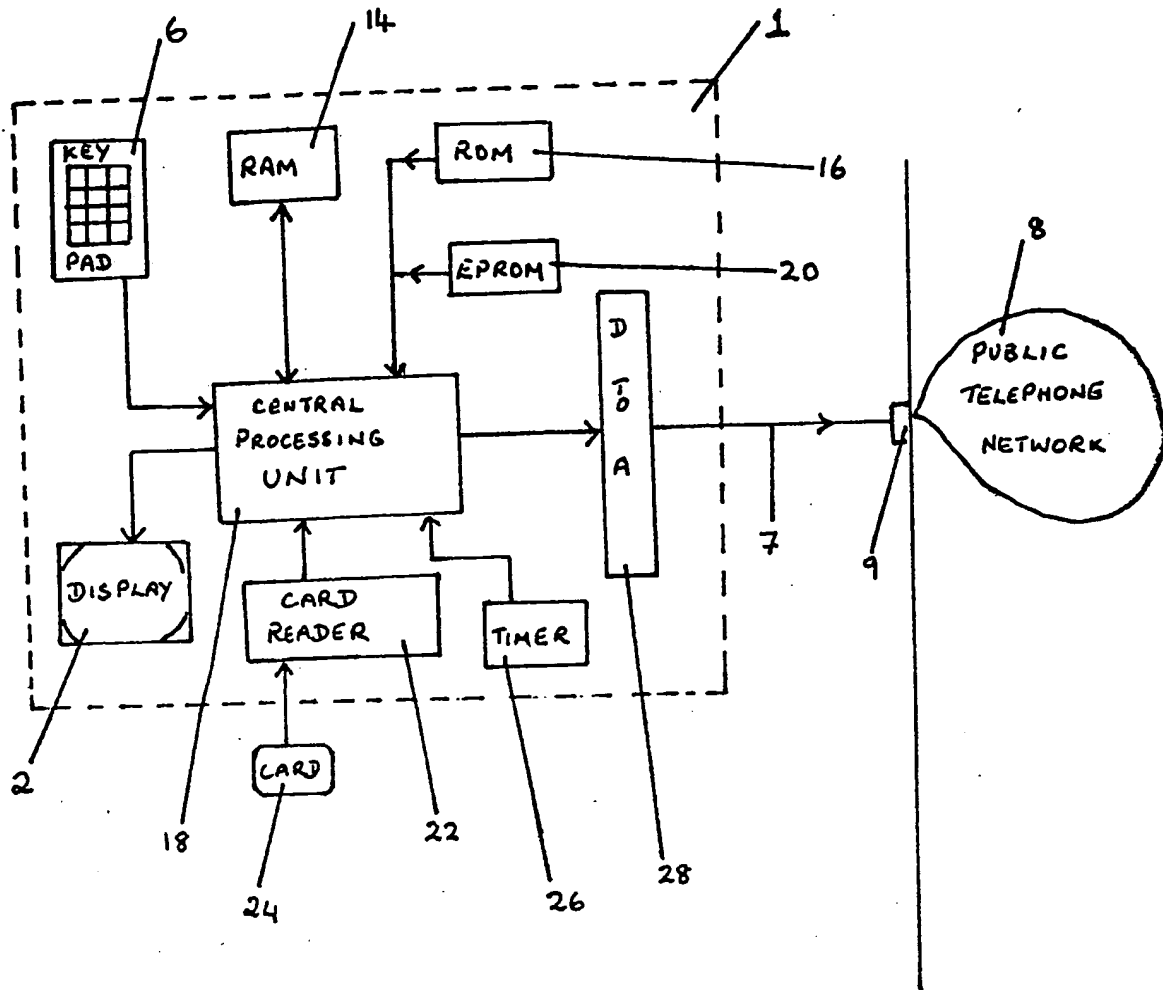 6
14
1
KEY
PAD
RAM
ROM
16
EPROM
20
8
PUBLIC
TELEPHONE
NETWORK
D
TO
A
CENTRAL
PROCESSING
UNIT
7
9
DISPLAY
CARD
READER
TIMER
2
CARD
18
24
22
26
28